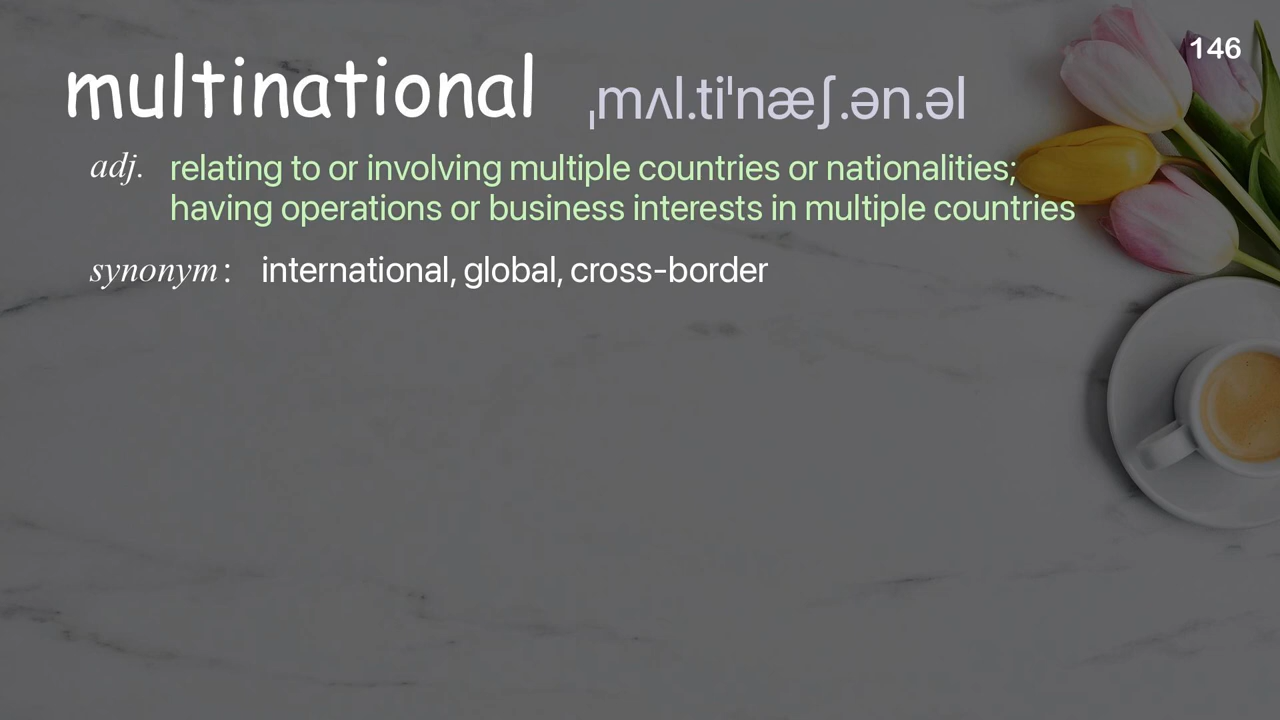 146
multinational ˌmʌl.tiˈnæʃ.ən.əl
adj. relating to or involving multiple countries or nationalities;
having operations or business interests in multiple countries
synonym : international, global, cross-border